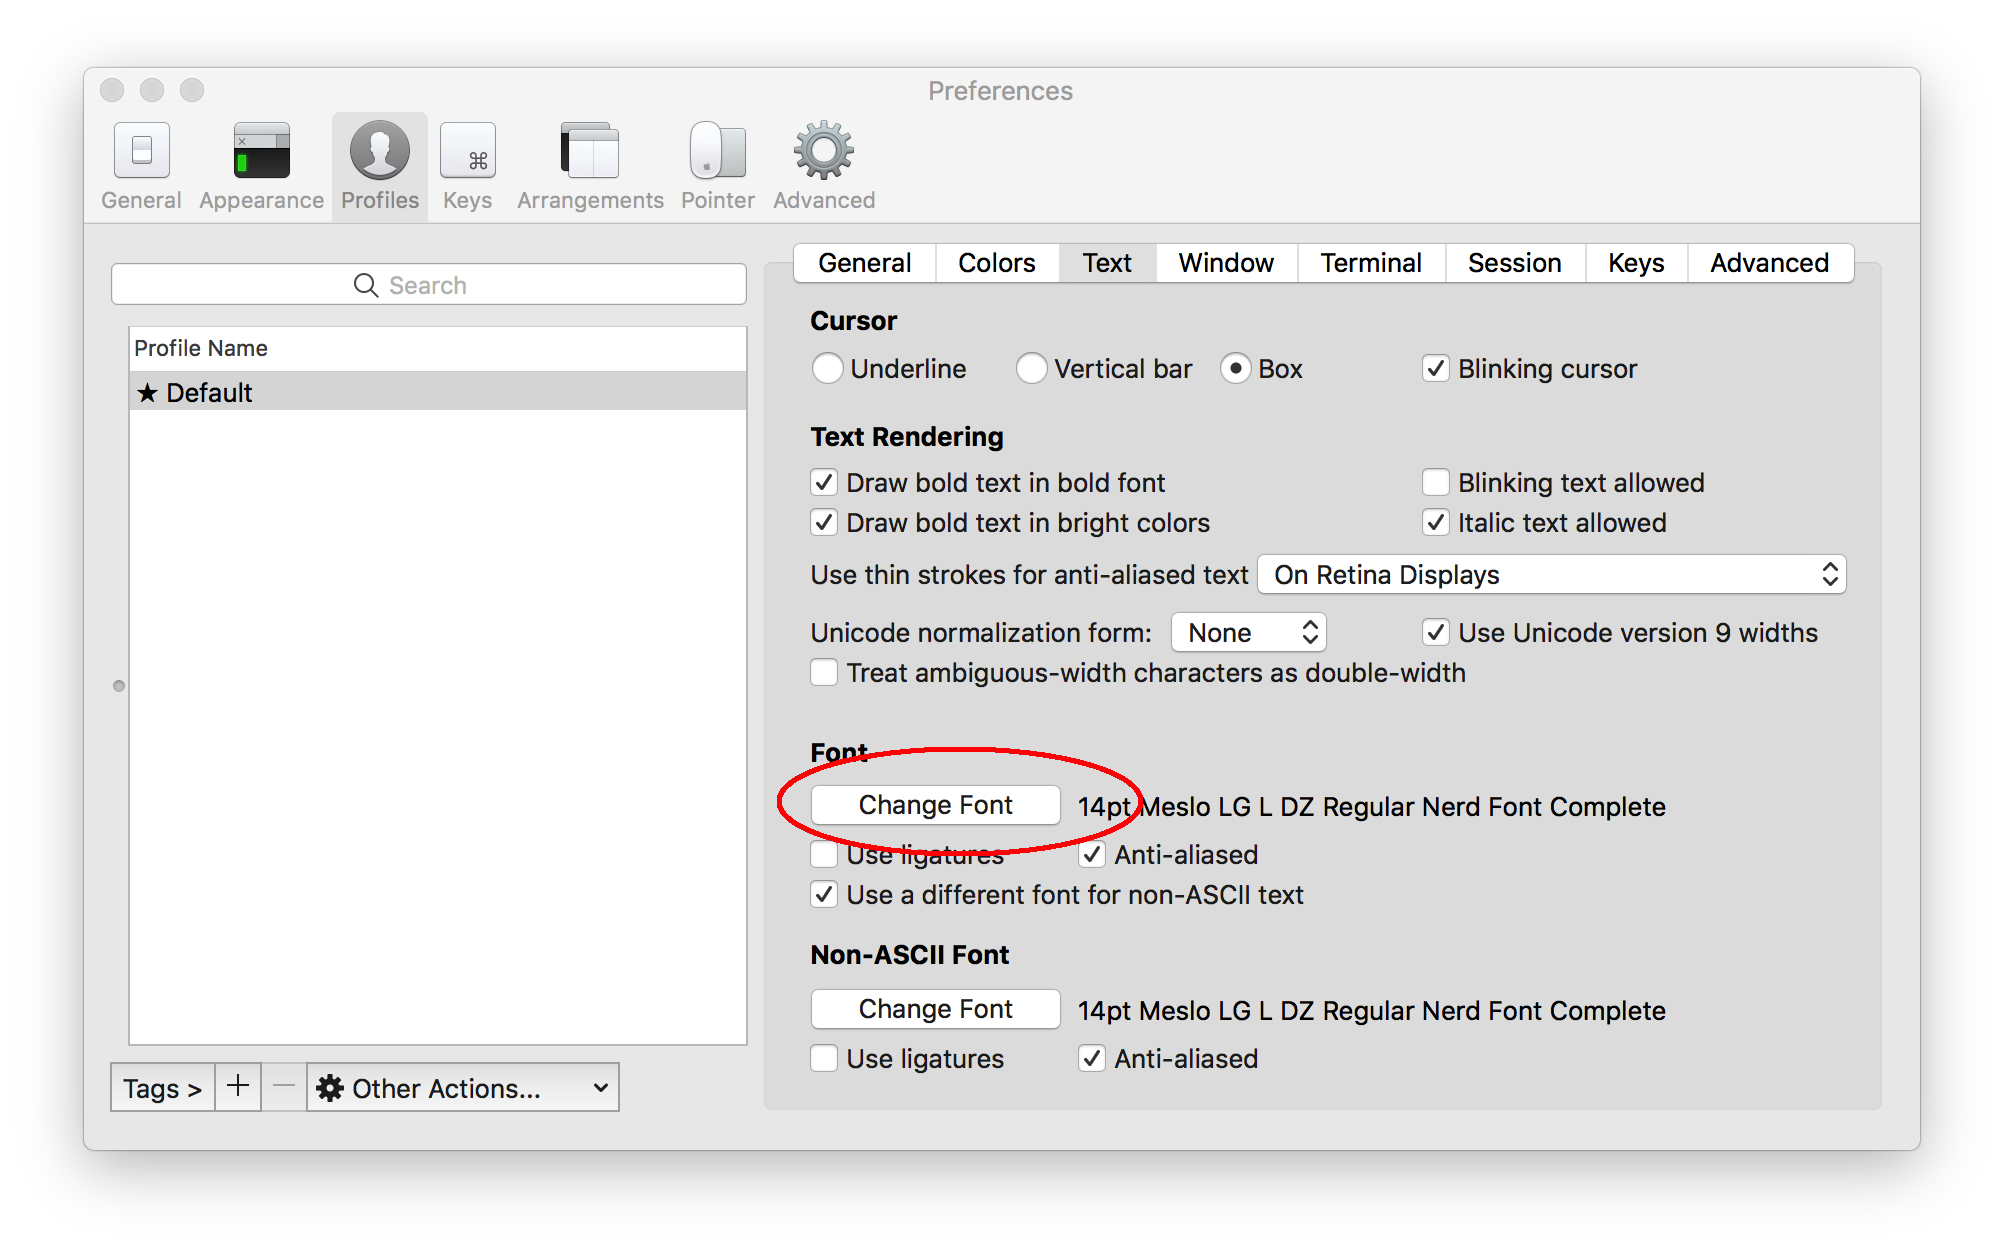 Preferences
General Appearance Profiles Keys Arrangements Pointer Advanced
Search
Profile Name
★ Default
Tags > + − Other Actions...
General Colors Text Window Terminal Session Keys Advanced
Cursor
Underline Vertical bar Box Blinking cursor
Text Rendering
Draw bold text in bold font Blinking text allowed
Draw bold text in bright colors Italic text allowed
Use thin strokes for anti-aliased text On Retina Displays
Unicode normalization form: None Use Unicode version 9 widths
Treat ambiguous-width characters as double-width
Font
Change Font 14pt Meslo LG L DZ Regular Nerd Font Complete
Use ligatures Anti-aliased
Use a different font for non-ASCII text
Non-ASCII Font
Change Font 14pt Meslo LG L DZ Regular Nerd Font Complete
Use ligatures Anti-aliased